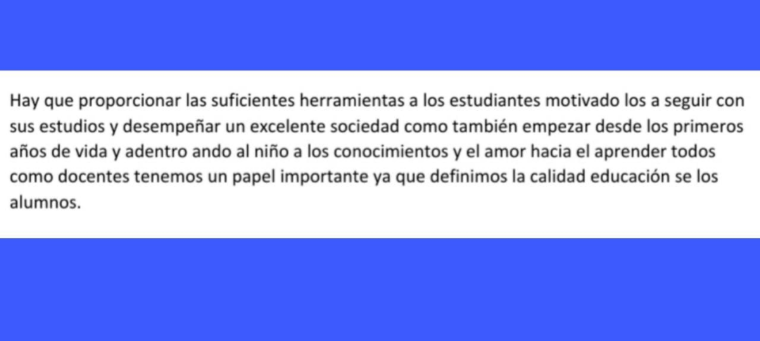 Hay que proporcionar las suficientes herramientas a los estudiantes motivado los a seguir con
sus estudios y desempeñar un excelente sociedad como también empezar desde los primeros
años de vida y adentro ando al niño a los conocimientos y el amor hacia el aprender todos
como docentes tenemos un papel importante ya que definimos la calidad educación se los
alumnos.